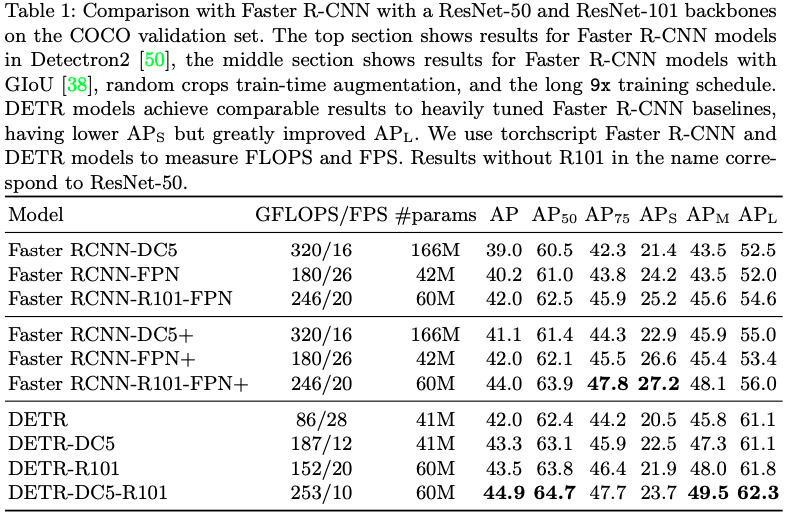 Table 1: Comparison with Faster R-CNN with a ResNet-50 and ResNet-101 backbones
on the COCO validation set. The top section shows results for Faster R-CNN models
in Detectron2 [50], the middle section shows results for Faster R-CNN models with
GIoU [38], random crops train-time augmentation, and the long 9x training schedule.
DETR models achieve comparable results to heavily tuned Faster R-CNN baselines,
having lower APS but greatly improved APL. We use torchscript Faster R-CNN and
DETR models to measure FLOPS and FPS. Results without R101 in the name corre-
spond to ResNet-50.
Model GFLOPS/FPS #params AP AP50 AP75 APS APM APL
Faster RCNN-DC5 320/16 166M 39.0 60.5 42.3 21.4 43.5 52.5
Faster RCNN-FPN 180/26 42M 40.2 61.0 43.8 24.2 43.5 52.0
Faster RCNN-R101-FPN 246/20 60M 42.0 62.5 45.9 25.2 45.6 54.6
Faster RCNN-DC5+ 320/16 166M 41.1 61.4 44.3 22.9 45.9 55.0
Faster RCNN-FPN+ 180/26 42M 42.0 62.1 45.5 26.6 45.4 53.4
Faster RCNN-R101-FPN+ 246/20 60M 44.0 63.9 47.8 27.2 48.1 56.0
DETR 86/28 41M 42.0 62.4 44.2 20.5 45.8 61.1
DETR-DC5 187/12 41M 43.3 63.1 45.9 22.5 47.3 61.1
DETR-R101 152/20 60M 43.5 63.8 46.4 21.9 48.0 61.8
DETR-DC5-R101 253/10 60M 44.9 64.7 47.7 23.7 49.5 62.3